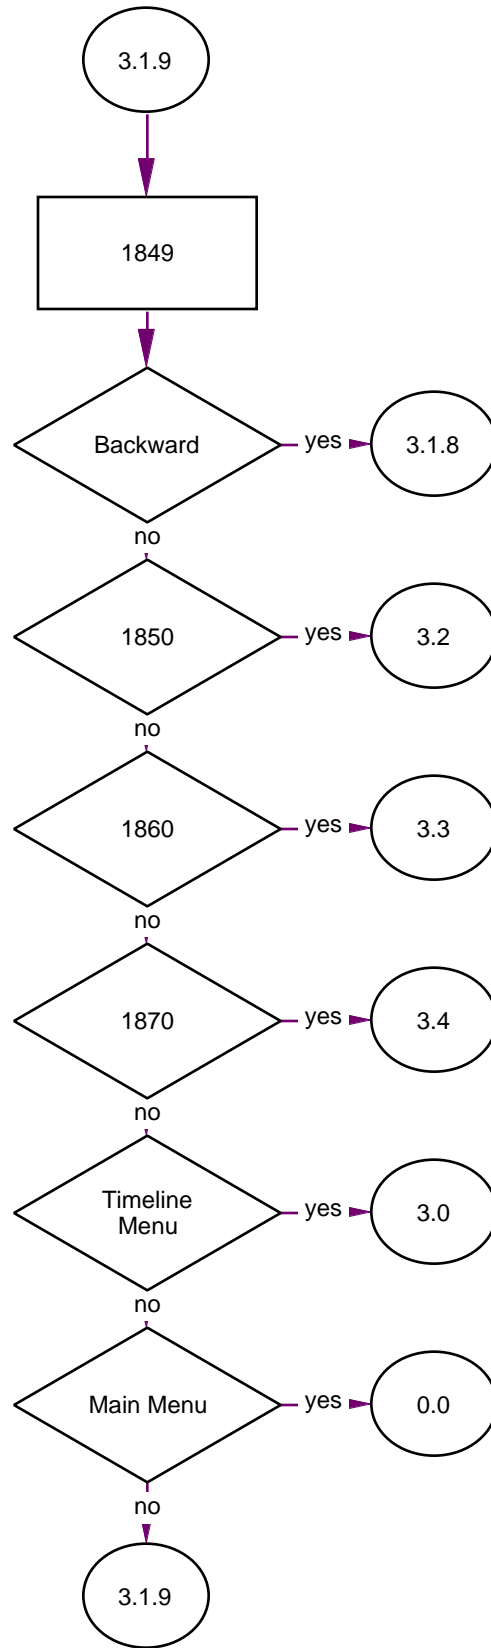 3.1.9
1849
Backward
yes
3.1.8
no
1850
yes
3.2
no
1860
yes
3.3
no
1870
yes
3.4
no
Timeline
Menu
yes
3.0
no
Main Menu
yes
0.0
no
3.1.9